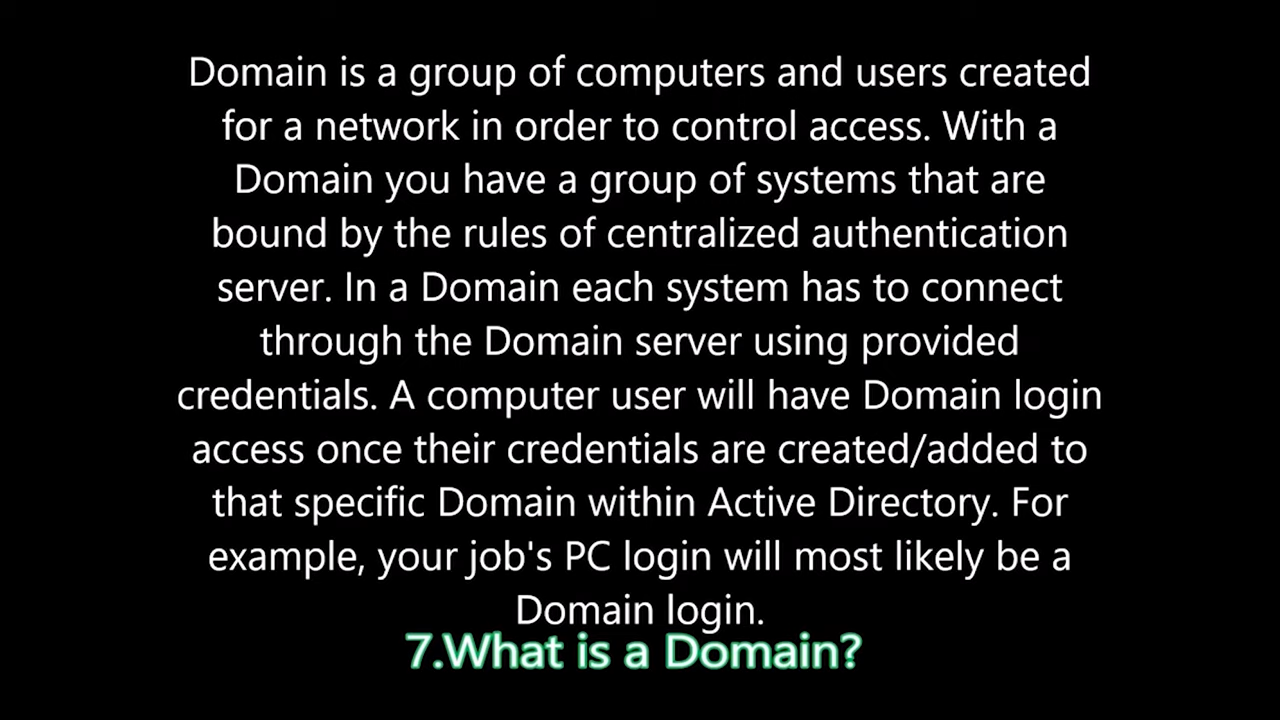 Domain is a group of computers and users created
for a network in order to control access. With a
Domain you have a group of systems that are
bound by the rules of centralized authentication
server. In a Domain each system has to connect
through the Domain server using provided
credentials. A computer user will have Domain login
access once their credentials are created/added to
that specific Domain within Active Directory. For
example, your job's PC login will most likely be a
Domain login.
7.What is a Domain?